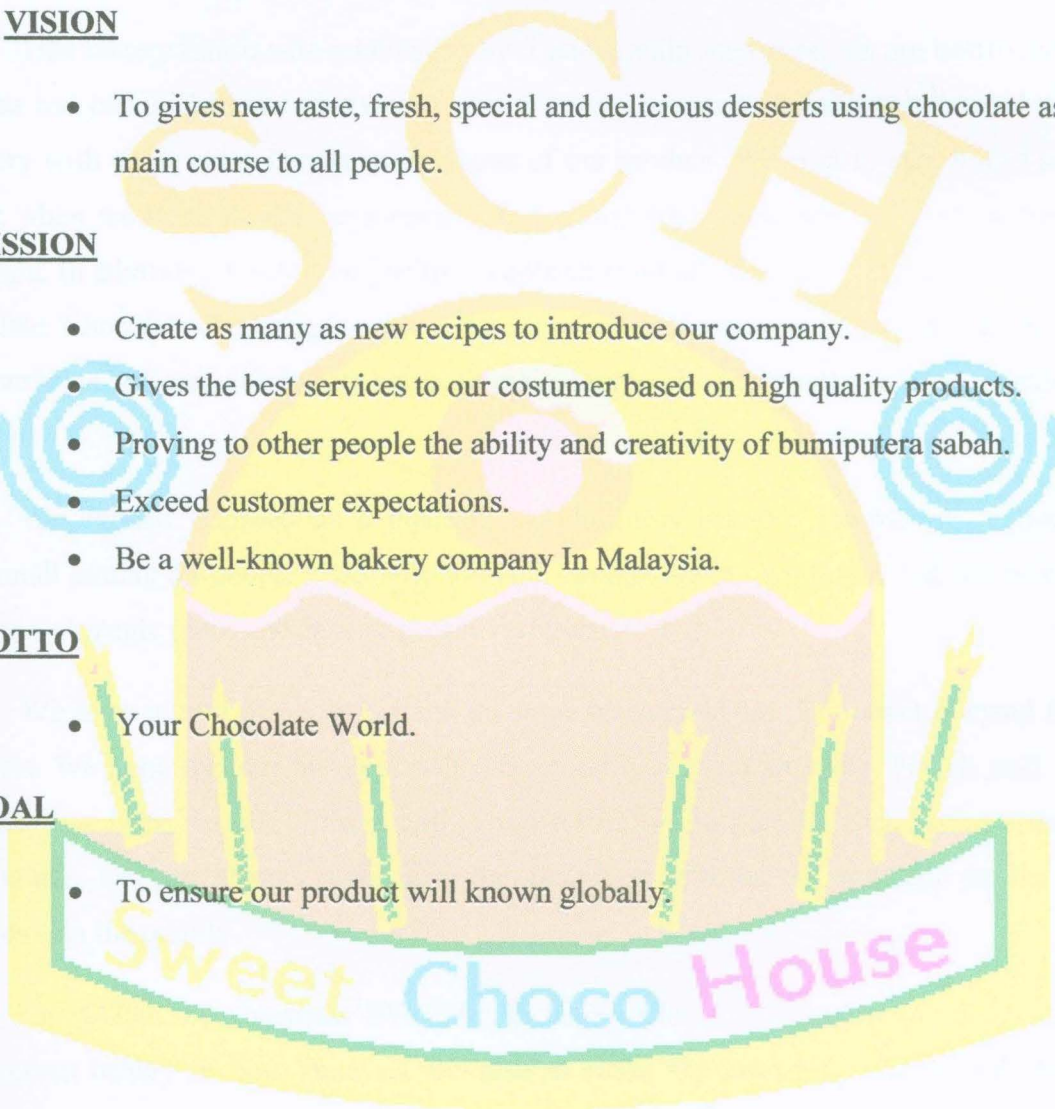 S C H
VISION
• To gives new taste, fresh, special and delicious desserts using chocolate as
main course to all people.
ISSION
• Create as many as new recipes to introduce our company.
• Gives the best services to our costumer based on high quality products.
• Proving to other people the ability and creativity of bumiputera sabah.
• Exceed customer expectations.
• Be a well-known bakery company In Malaysia.
OTTO
• Your Chocolate World.
OAL
• To ensure our product will known globally.
Sweet Choco House